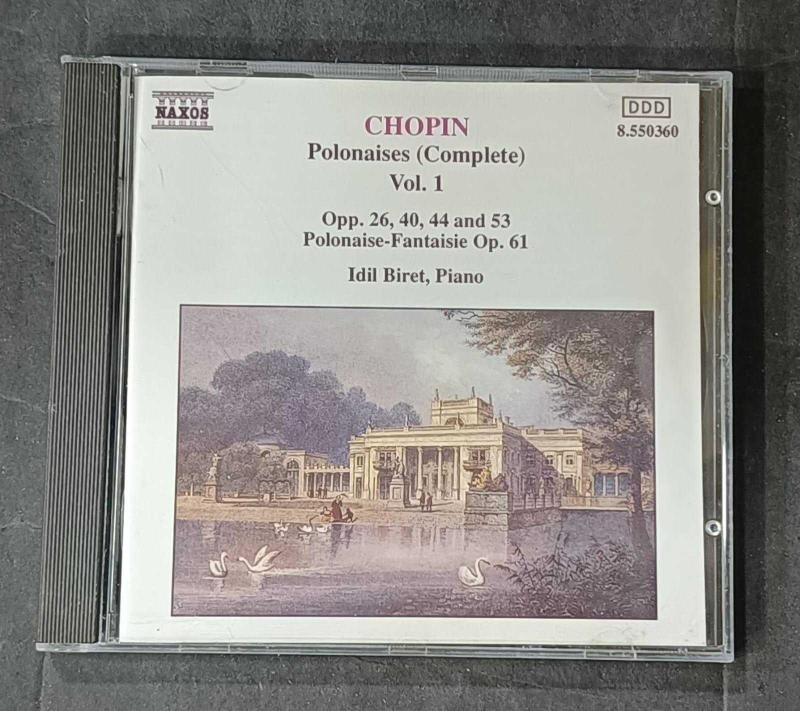 NAXOS
DDD
8.550360
CHOPIN
Polonaises (Complete)
Vol. 1
Opp. 26, 40, 44 and 53
Polonaise-Fantaisie Op. 61
Idil Biret, Piano